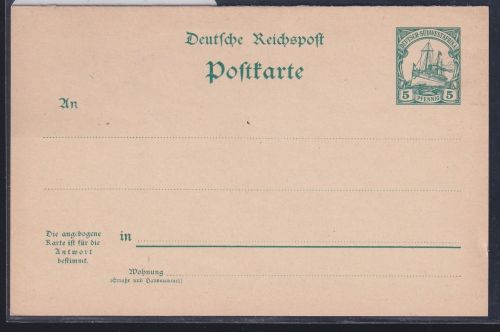 Deutsche Reichspost
Postkarte
DEUTSCH-SÜDWESTAFRIKA
5 PFENNIG 5
An
Die angebogene
Karte ist für die
Antwort
bestimmt.
in
Wohnung
(Straße und Hausnummer)